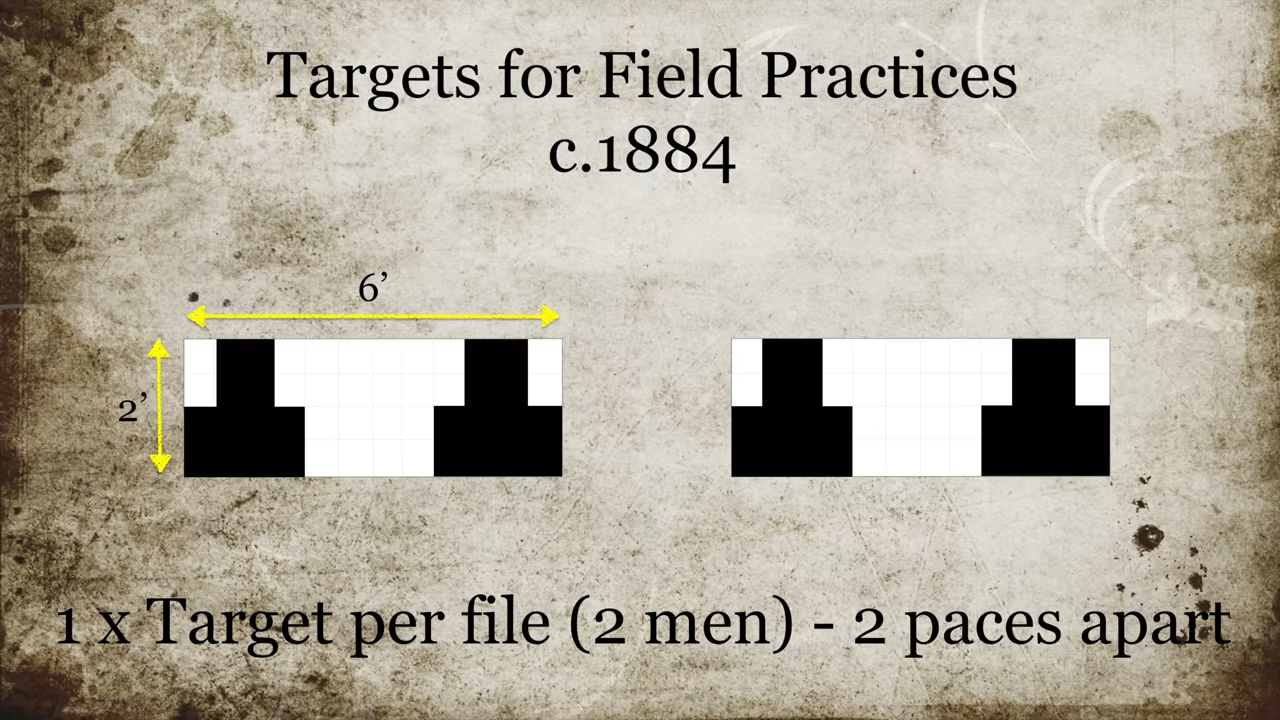 Targets for Field Practices
c.1884
6’
2’
1 x Target per file (2 men) - 2 paces apart